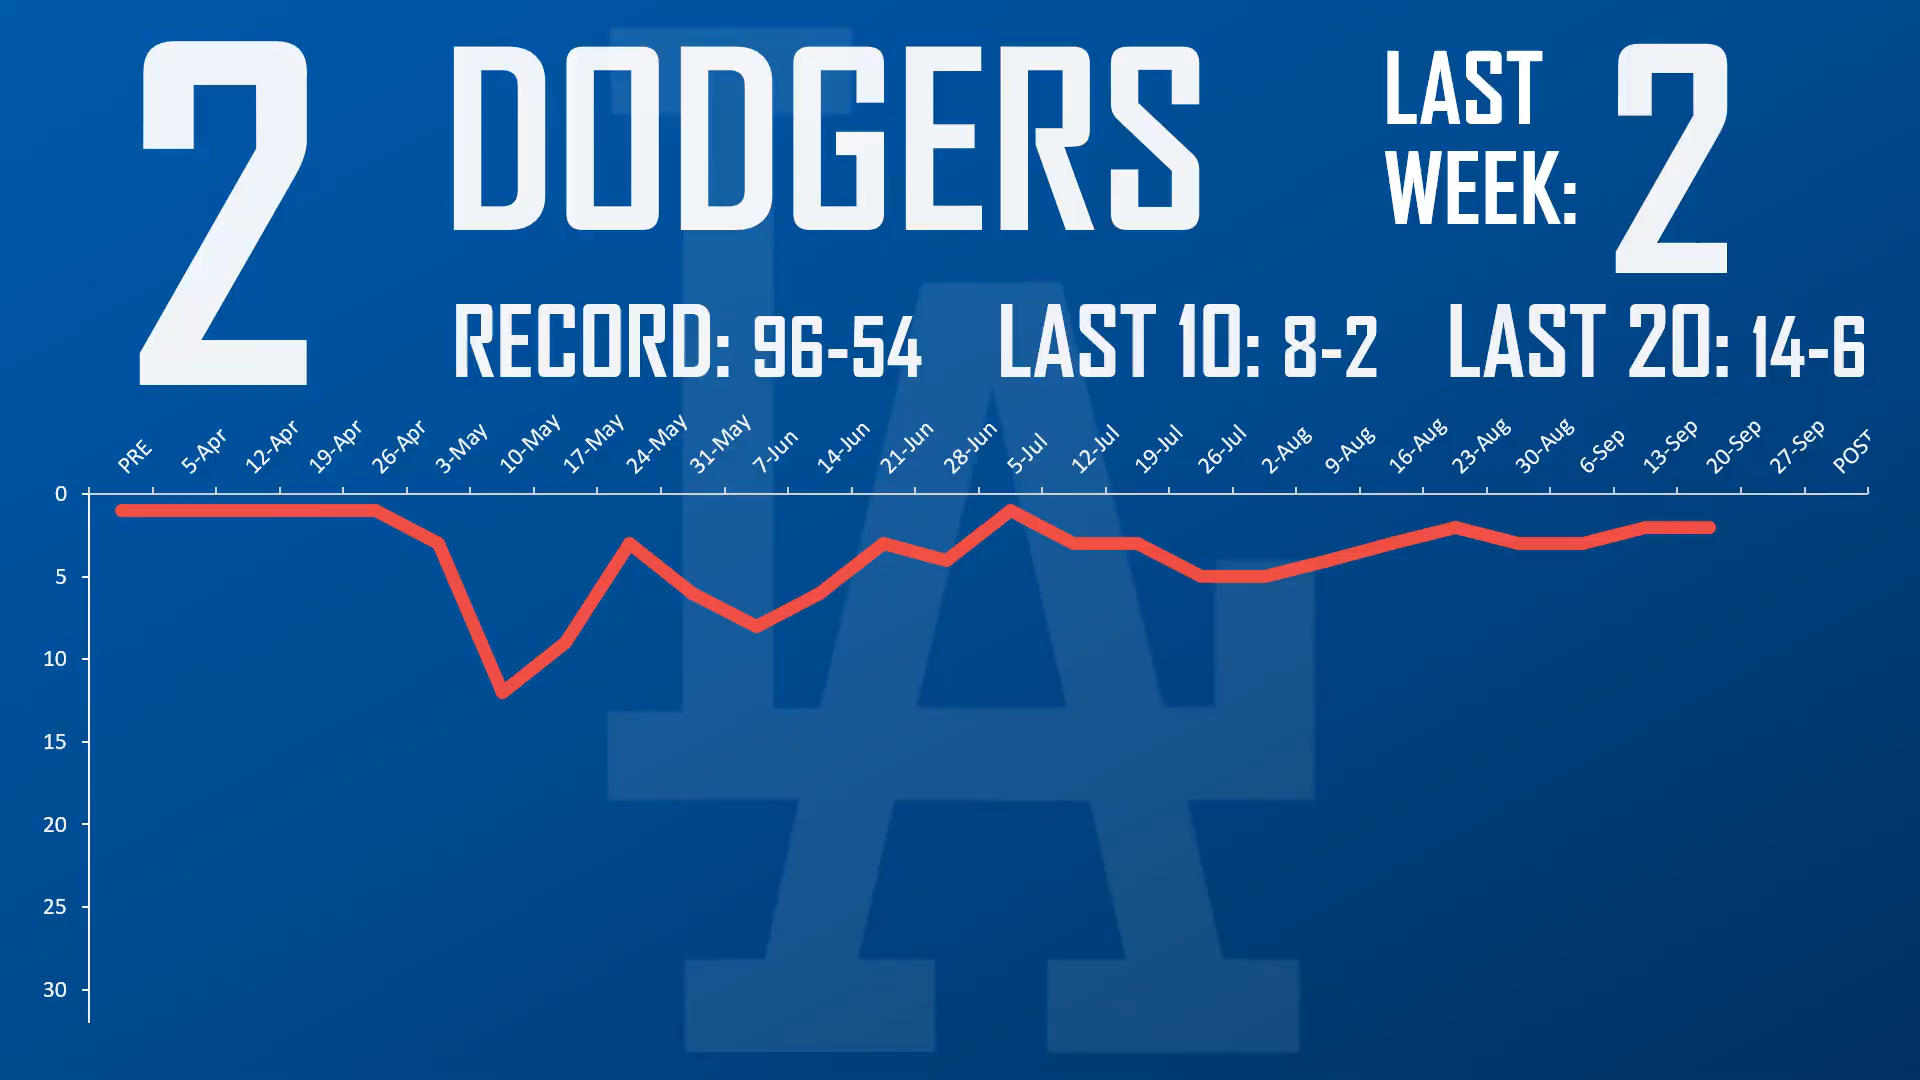 2 DODGERS LAST WEEK: 2
RECORD: 96-54 LAST 10: 8-2 LAST 20: 14-6
PRE 5-Apr 12-Apr 19-Apr 26-Apr 3-May 10-May 17-May 24-May 31-May 7-Jun 14-Jun 21-Jun 28-Jun 5-Jul 12-Jul 19-Jul 26-Jul 2-Aug 9-Aug 16-Aug 23-Aug 30-Aug 6-Sep 13-Sep 20-Sep 27-Sep POST
0
5
10
15
20
25
30
LA